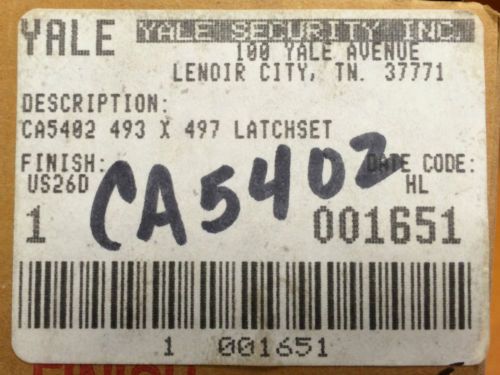 YALE YALE SECURITY INC.
100 YALE AVENUE
LENOIR CITY, TN. 37771
DESCRIPTION:
CA5402 493 X 497 LATCHSET
FINISH: DATE CODE:
US26D HL
CA5402
1 001651
1 001651
FINISH